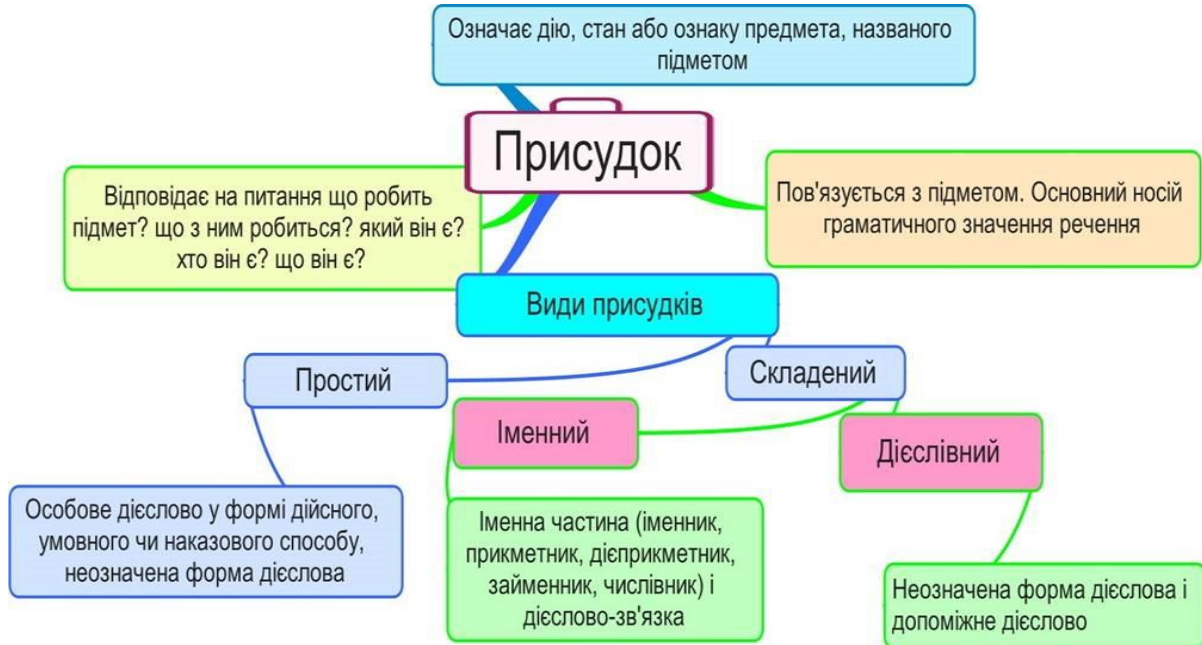 Означає дію, стан або ознаку предмета, названого
підметом
Присудок
Відповідає на питання що робить
підмет? що з ним робиться? який він є?
хто він є? що він є?
Пов'язується з підметом. Основний носій
граматичного значення речення
Види присудків
Простий
Складений
Іменний
Дієслівний
Особове дієслово у формі дійсного,
умовного чи наказового способу,
неозначена форма дієслова
Іменна частина (іменник,
прикметник, дієприкметник,
займенник, числівник) і
дієслово-зв'язка
Неозначена форма дієслова і
допоміжне дієслово